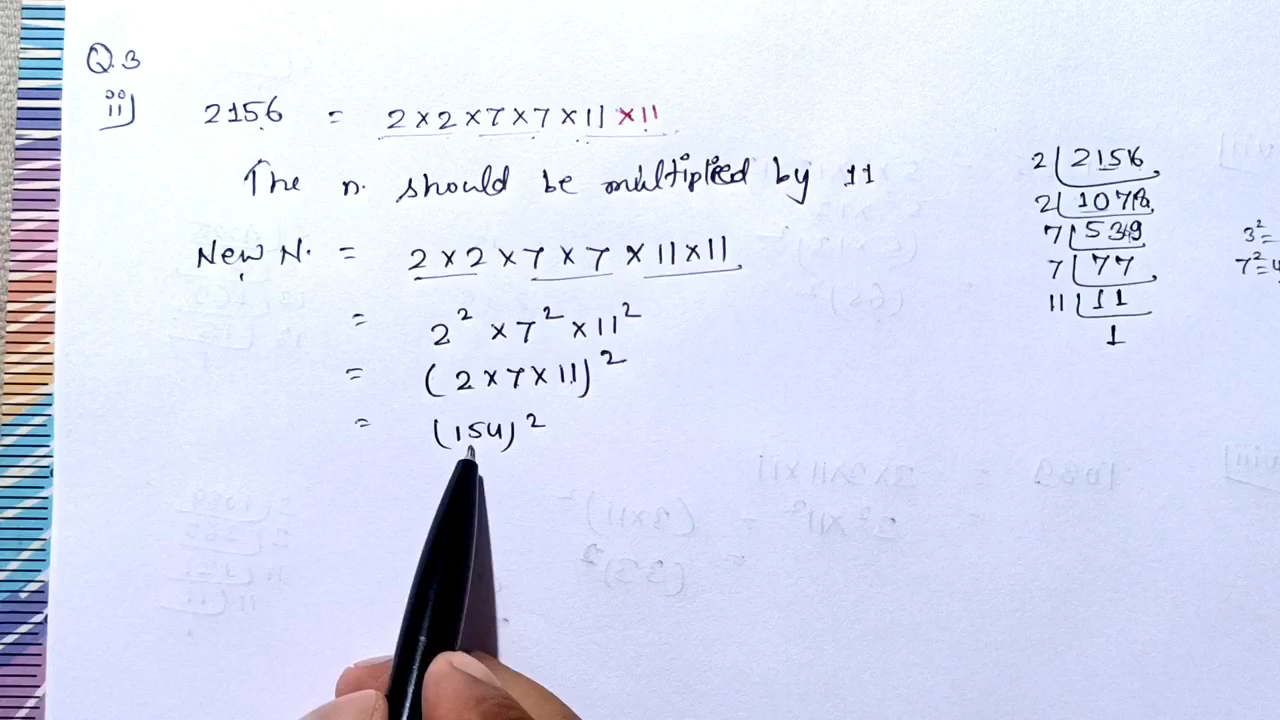 Q.3
ii) 2156 = 2×2×7×7×11×11
The n. should be multiplied by 11
New N. = 2×2×7×7×11×11
= 2²×7²×11²
= (2×7×11)²
= (154)²
2 2156
2 1078
7 539
7 77
11 11
1
3²=
7²=4